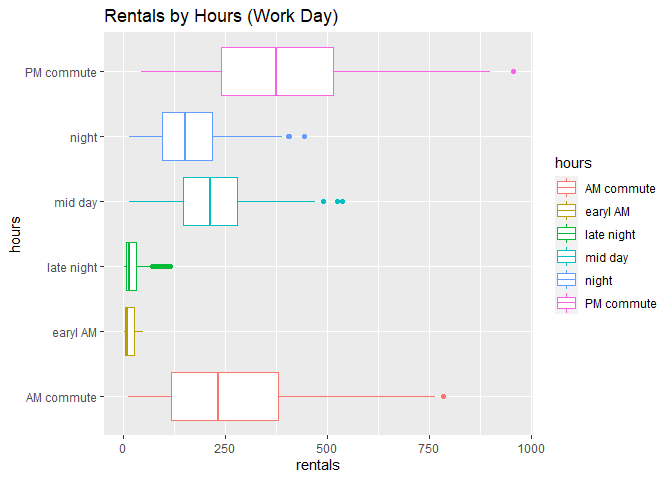 Rentals by Hours (Work Day)
PM commute
night
mid day
late night
earyl AM
AM commute
hours
0
250
500
750
1000
rentals
hours
AM commute
earyl AM
late night
mid day
night
PM commute